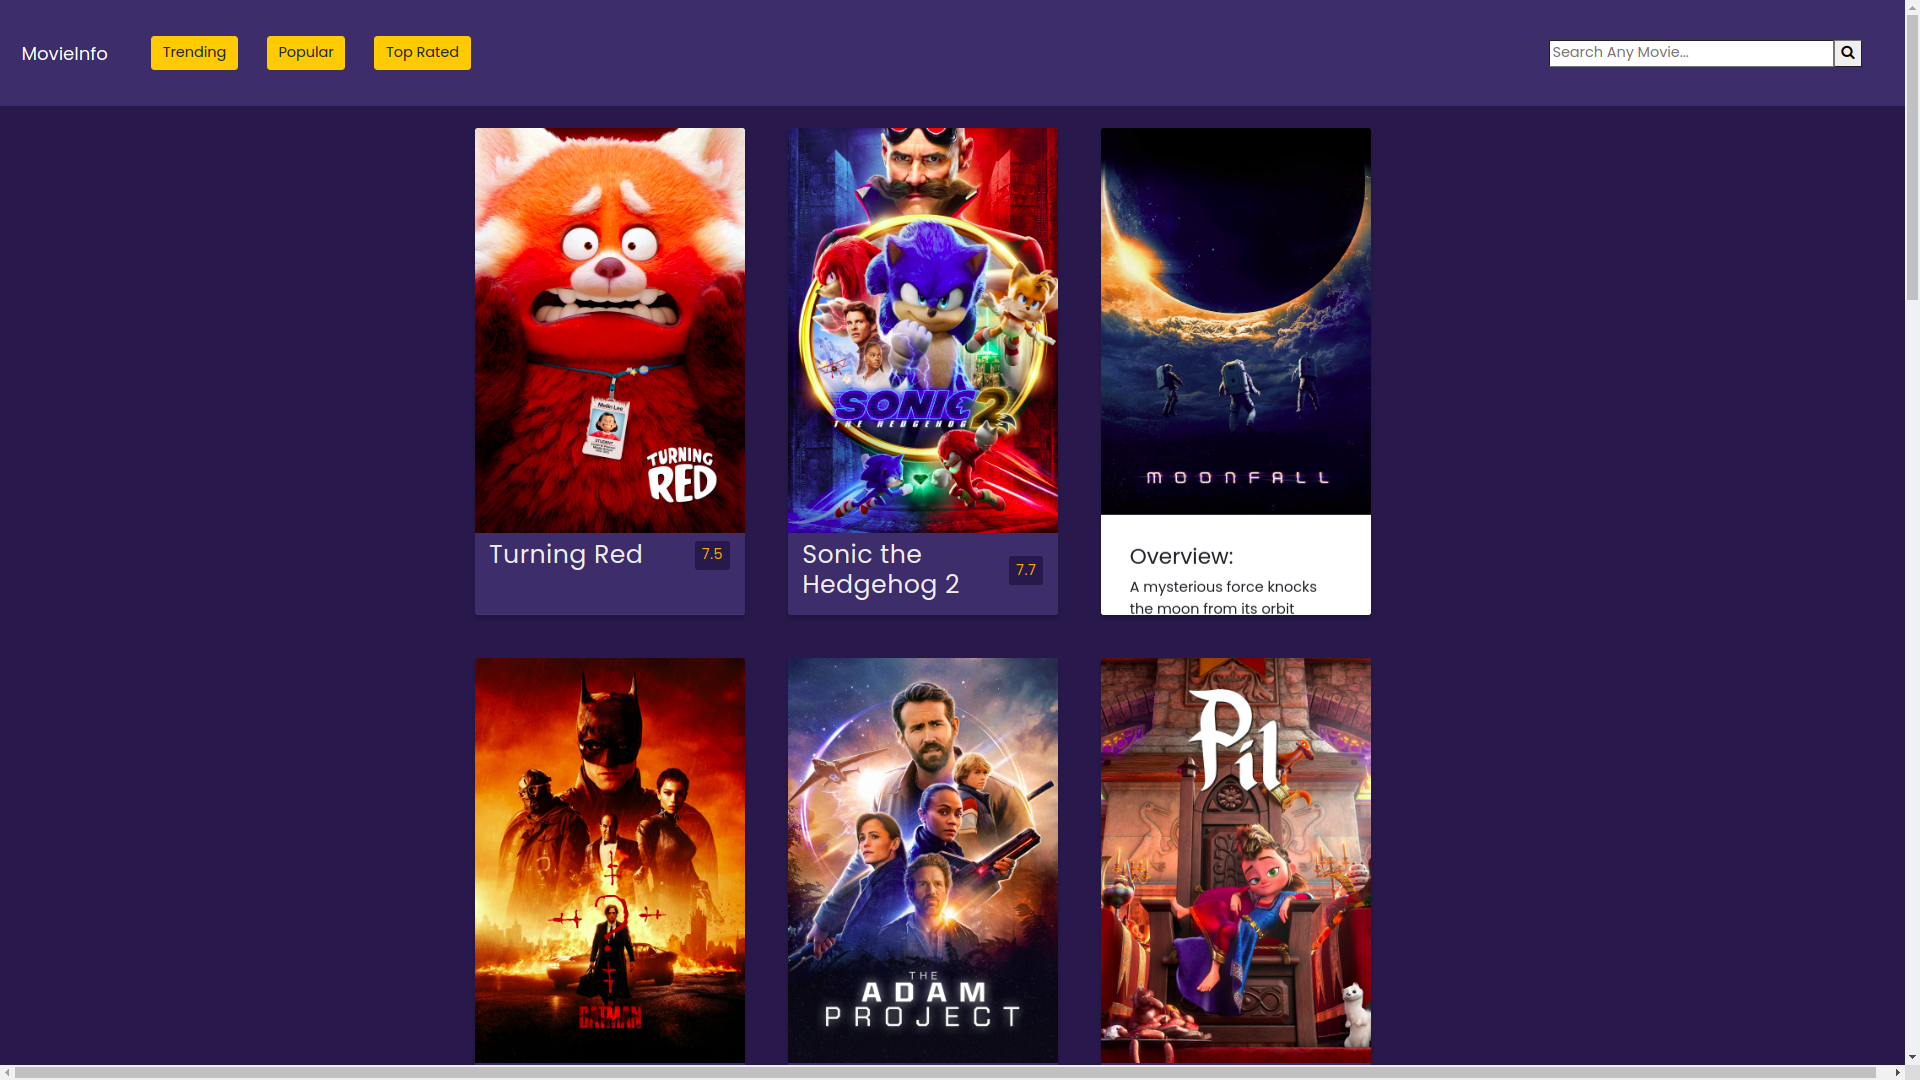 MovieInfo
Trending
Popular
Top Rated
Search Any Movie...
TURNING
RED
SONIC 2
THE HEDGEHOG
MOONFALL
Turning Red
7.5
Sonic the
Hedgehog 2
7.7
Overview:
A mysterious force knocks
the moon from its orbit
THE
BATMAN
THE
ADAM
PROJECT
Pil